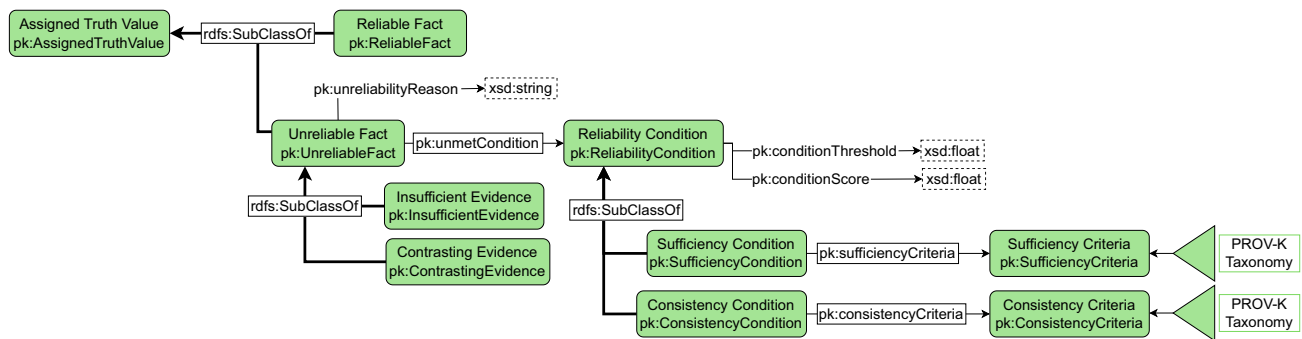 Assigned Truth Value
pk:AssignedTruthValue
rdfs:SubClassOf
Reliable Fact
pk:ReliableFact
pk:unreliabilityReason
xsd:string
Unreliable Fact
pk:UnreliableFact
pk:unmetCondition
Reliability Condition
pk:ReliabilityCondition
pk:conditionThreshold
xsd:float
pk:conditionScore
xsd:float
rdfs:SubClassOf
Insufficient Evidence
pk:InsufficientEvidence
Contrasting Evidence
pk:ContrastingEvidence
rdfs:SubClassOf
Sufficiency Condition
pk:SufficiencyCondition
pk:sufficiencyCriteria
Sufficiency Criteria
pk:SufficiencyCriteria
PROV-K
Taxonomy
Consistency Condition
pk:ConsistencyCondition
pk:consistencyCriteria
Consistency Criteria
pk:ConsistencyCriteria
PROV-K
Taxonomy